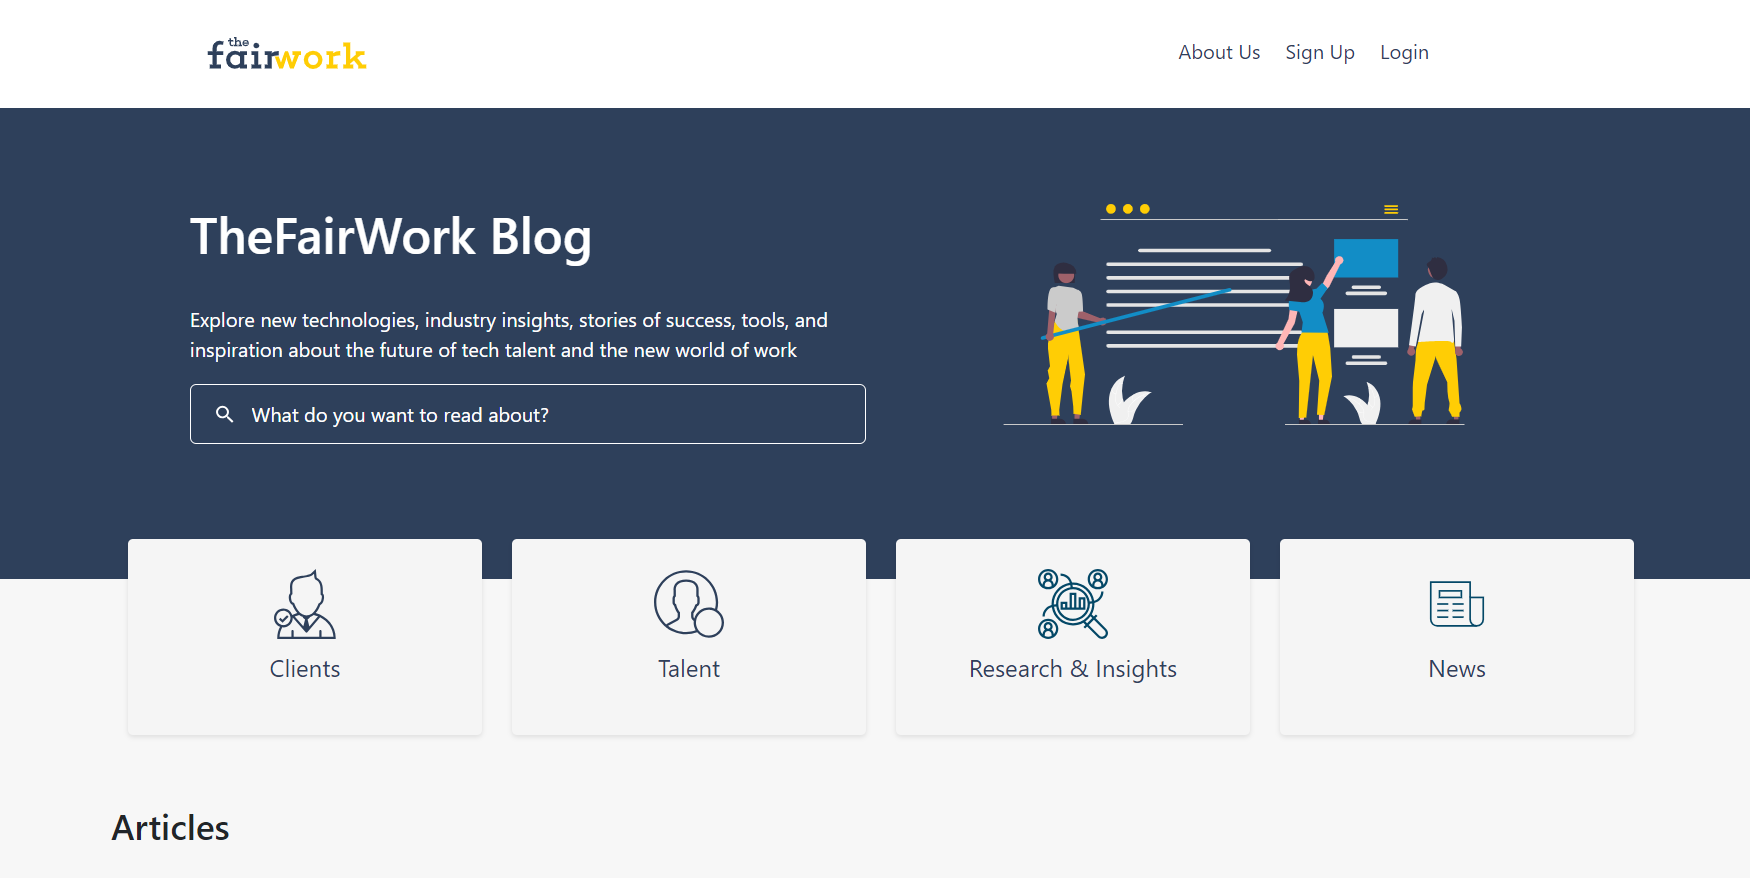 the
fairwork
About Us Sign Up Login
TheFairWork Blog
Explore new technologies, industry insights, stories of success, tools, and
inspiration about the future of tech talent and the new world of work
What do you want to read about?
Clients
Talent
Research & Insights
News
Articles